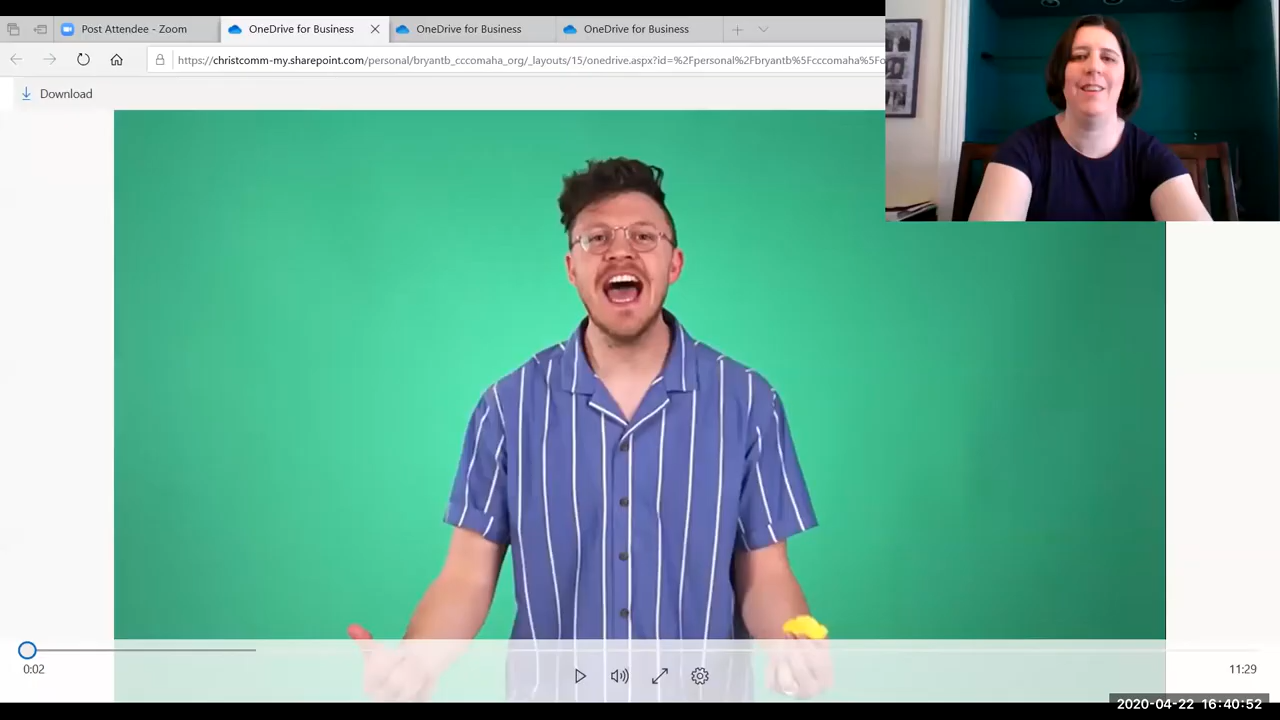 Post Attendee - Zoom
OneDrive for Business
OneDrive for Business
OneDrive for Business
https://christcomm-my.sharepoint.com/personal/bryantb_cccomaha_org/_layouts/15/onedrive.aspx?id=%2Fpersonal%2Fbryantb%5Fcccomaha%5Fo
Download
0:02
11:29
2020-04-22 16:40:52